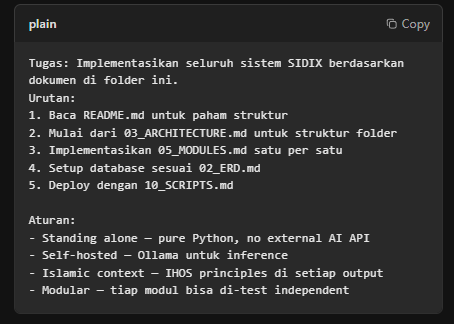 plain
Copy
Tugas: Implementasikan seluruh sistem SIDIX berdasarkan
dokumen di folder ini.
Urutan:
1. Baca README.md untuk paham struktur
2. Mulai dari 03_ARCHITECTURE.md untuk struktur folder
3. Implementasikan 05_MODULES.md satu per satu
4. Setup database sesuai 02_ERD.md
5. Deploy dengan 10_SCRIPTS.md
Aturan:
- Standing alone — pure Python, no external AI API
- Self-hosted — Ollama untuk inference
- Islamic context — IHOS principles di setiap output
- Modular — tiap modul bisa di-test independent